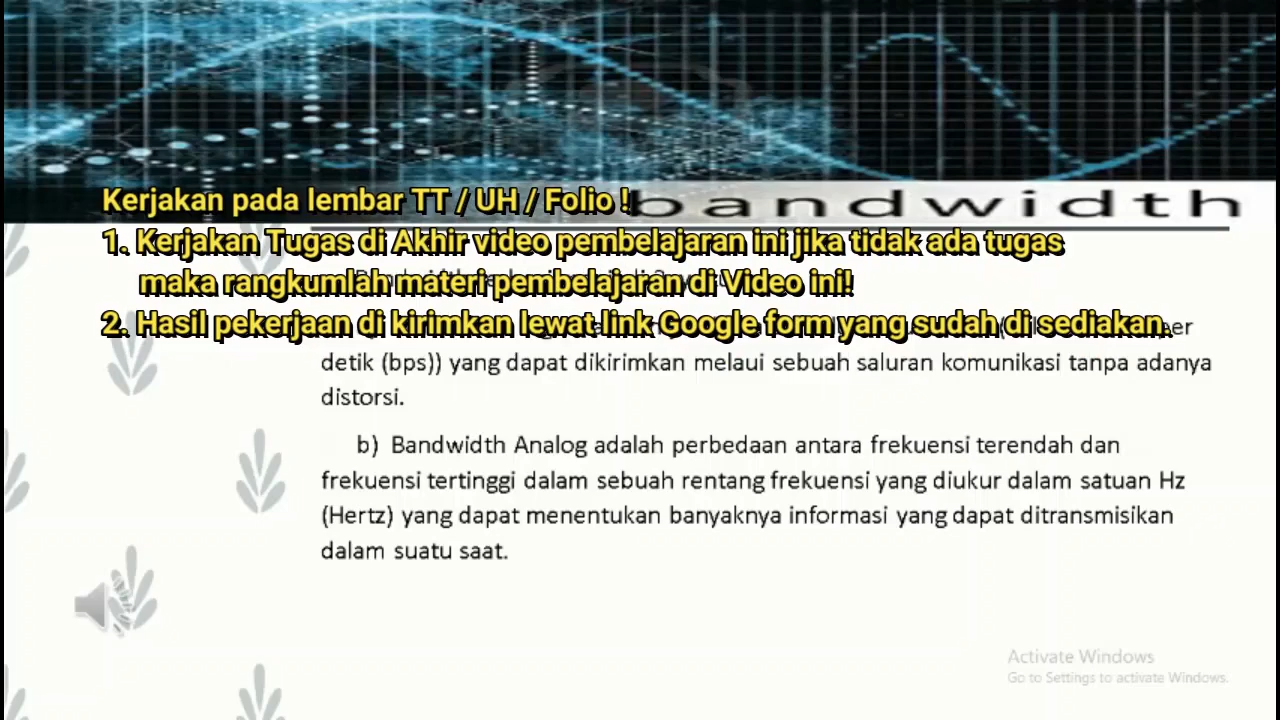 bandwidth
Kerjakan pada lembar TT / UH / Folio !
1. Kerjakan Tugas di Akhir video pembelajaran ini jika tidak ada tugas
maka rangkumlah materi pembelajaran di Video ini!
2. Hasil pekerjaan di kirimkan lewat link Google form yang sudah di sediakan.
detik (bps)) yang dapat dikirimkan melaui sebuah saluran komunikasi tanpa adanya
distorsi.
b) Bandwidth Analog adalah perbedaan antara frekuensi terendah dan
frekuensi tertinggi dalam sebuah rentang frekuensi yang diukur dalam satuan Hz
(Hertz) yang dapat menentukan banyaknya informasi yang dapat ditransmisikan
dalam suatu saat.
Activate Windows
Go to Settings to activate Windows.